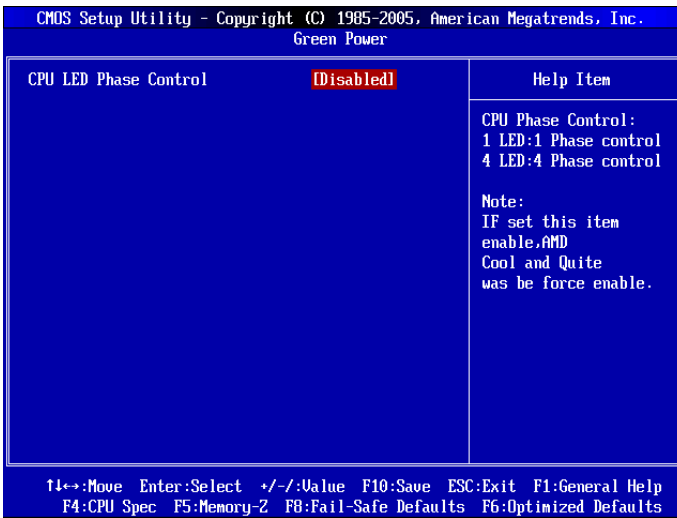 CMOS Setup Utility - Copyright (C) 1985-2005, American Megatrends, Inc.
Green Power
CPU LED Phase Control [Disabled]
Help Item
CPU Phase Control:
1 LED:1 Phase control
4 LED:4 Phase control
Note:
IF set this item
enable,AMD
Cool and Quite
was be force enable.
↑↓←→:Move Enter:Select +/-/:Value F10:Save ESC:Exit F1:General Help
F4:CPU Spec F5:Memory-Z F8:Fail-Safe Defaults F6:Optimized Defaults